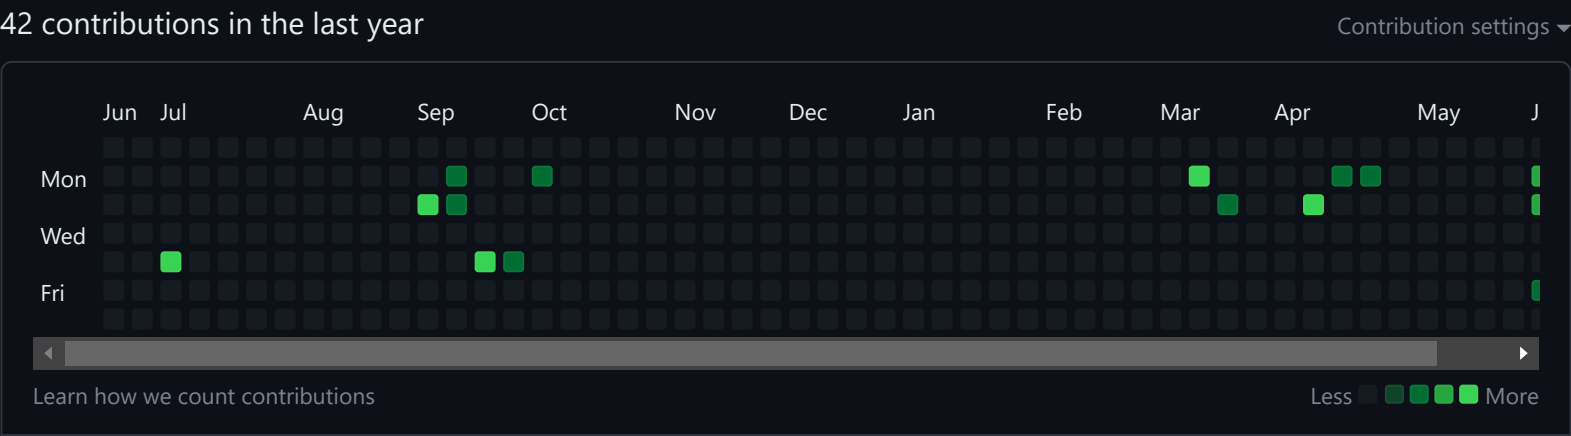 42 contributions in the last year
Contribution settings
Jun Jul Aug Sep Oct Nov Dec Jan Feb Mar Apr May J
Mon
Wed
Fri
Learn how we count contributions
Less More